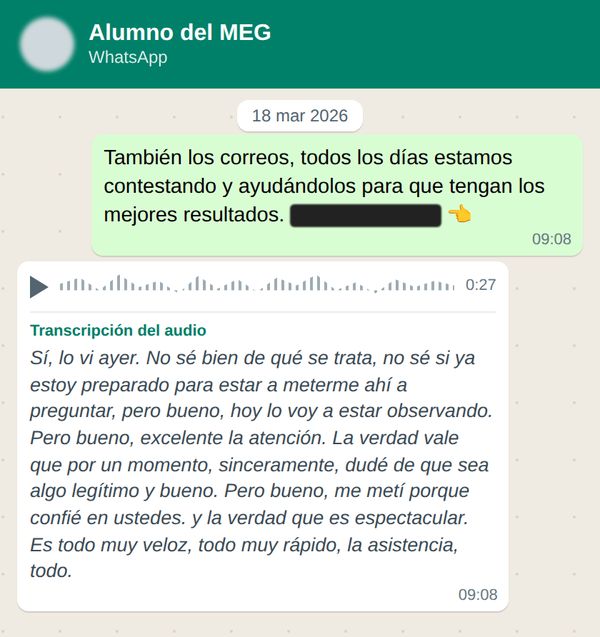 Alumno del MEG
WhatsApp
18 mar 2026
También los correos, todos los días estamos
contestando y ayudándolos para que tengan los
mejores resultados. 👈
09:08
0:27
Transcripción del audio
Sí, lo vi ayer. No sé bien de qué se trata, no sé si ya
estoy preparado para estar a meterme ahí a
preguntar, pero bueno, hoy lo voy a estar observando.
Pero bueno, excelente la atención. La verdad vale
que por un momento, sinceramente, dudé de que sea
algo legítimo y bueno. Pero bueno, me metí porque
confié en ustedes. y la verdad que es espectacular.
Es todo muy veloz, todo muy rápido, la asistencia,
todo.
09:08